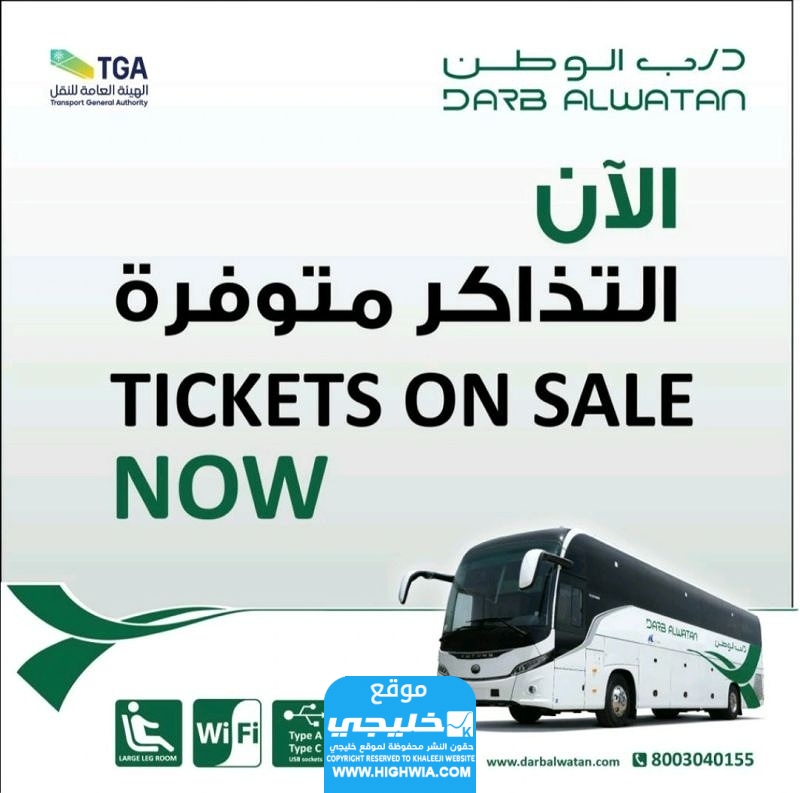 TGA
الهيئة العامة للنقل
Transport General Authority
درب الوطن
DARB ALWATAN
الآن
التذاكر متوفرة
TICKETS ON SALE
NOW
DARB ALWATAN
درب الوطن
YUTONG
LARGE LEG ROOM
WiFi
Type A
Type C
USB sockets
موقع
خليجي
حقون النشر محفوظة لموقع خليجي
COPYRIGHT RESERVED TO KHALEEJI WEBSITE
WWW.HIGHWIA.COM
www.darbalwatan.com
8003040155